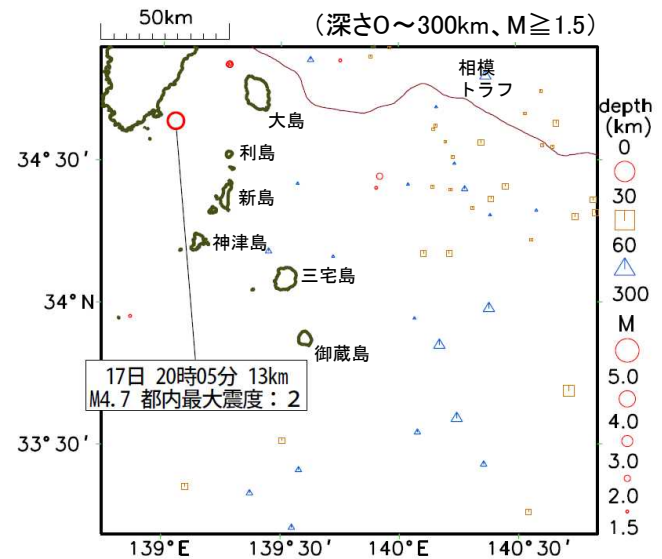 50km
(深さ0～300km、M≧1.5)
相模
トラフ
大島
利島
新島
神津島
三宅島
御蔵島
34°30′
34°N
33°30′
139°E
139°30′
140°E
140°30′
17日 20時05分 13km
M4.7 都内最大震度：2
depth
(km)
0
30
60
300
M
5.0
4.0
3.0
2.0
1.5